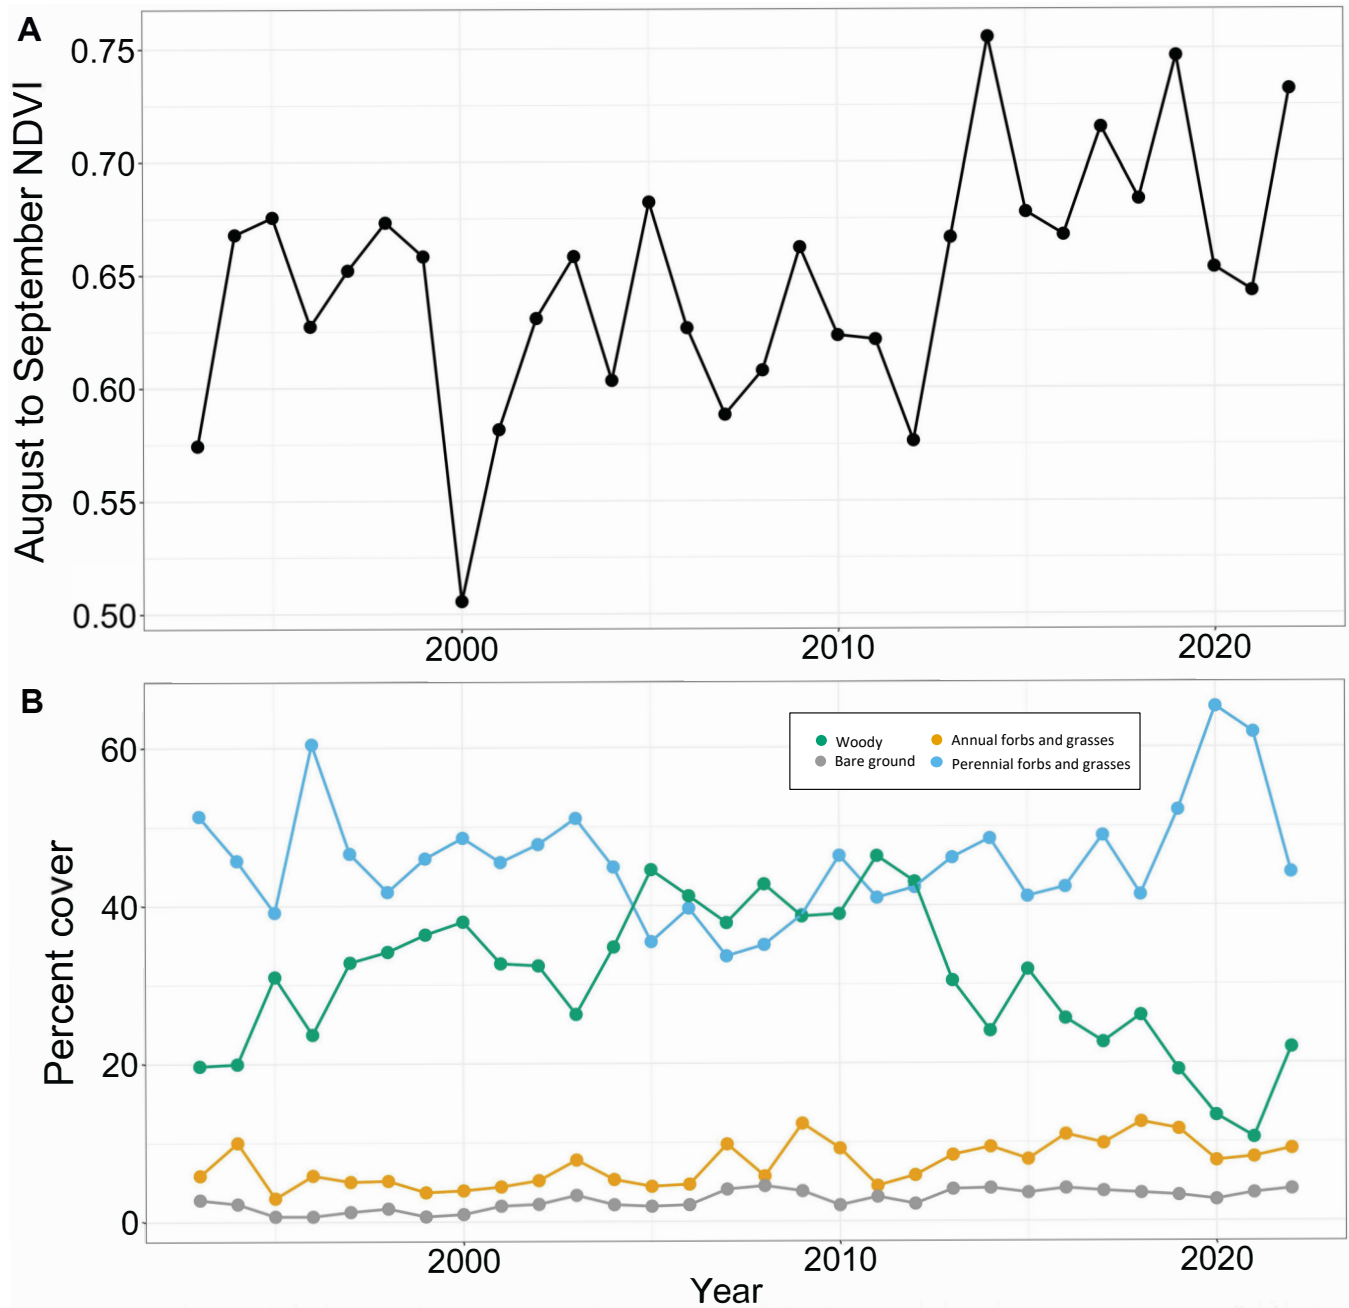 A
August to September NDVI
0.75
0.70
0.65
0.60
0.55
0.50
2000 2010 2020
B
Woody Annual forbs and grasses
Bare ground Perennial forbs and grasses
Percent cover
60
40
20
0
2000 2010 2020
Year